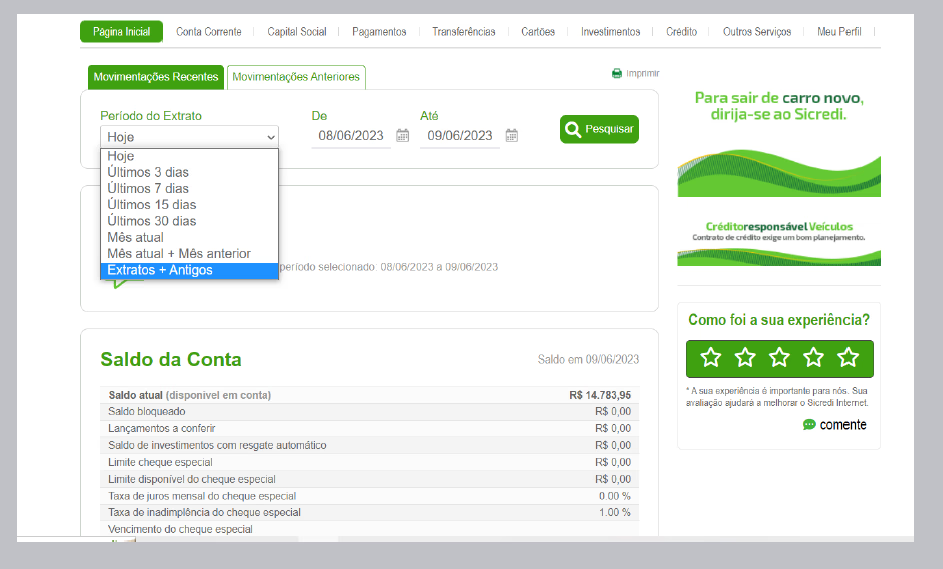 Página Inicial Conta Corrente Capital Social Pagamentos Transferências Cartões Investimentos Crédito Outros Serviços Meu Perfil
Movimentações Recentes Movimentações Anteriores
Imprimir
Período do Extrato De Até
Hoje 08/06/2023 09/06/2023 Pesquisar
Hoje
Últimos 3 dias
Últimos 7 dias
Últimos 15 dias
Últimos 30 dias
Mês atual
Mês atual + Mês anterior
Extratos + Antigos
período selecionado: 08/06/2023 a 09/06/2023
Saldo da Conta Saldo em 09/06/2023
Saldo atual (disponível em conta) R$ 14.783,95
Saldo bloqueado R$ 0,00
Lançamentos a conferir R$ 0,00
Saldo de investimentos com resgate automático R$ 0,00
Limite cheque especial R$ 0,00
Limite disponível do cheque especial R$ 0,00
Taxa de juros mensal do cheque especial 0.00 %
Taxa de inadimplência do cheque especial 1.00 %
Vencimento do cheque especial
Para sair de carro novo,
dirija-se ao Sicredi.
Créditoresponsável Veículos
Contrato de crédito exige um bom planejamento.
Como foi a sua experiência?
* A sua experiência é importante para nós. Sua
avaliação ajudará a melhorar o Sicredi Internet.
comente